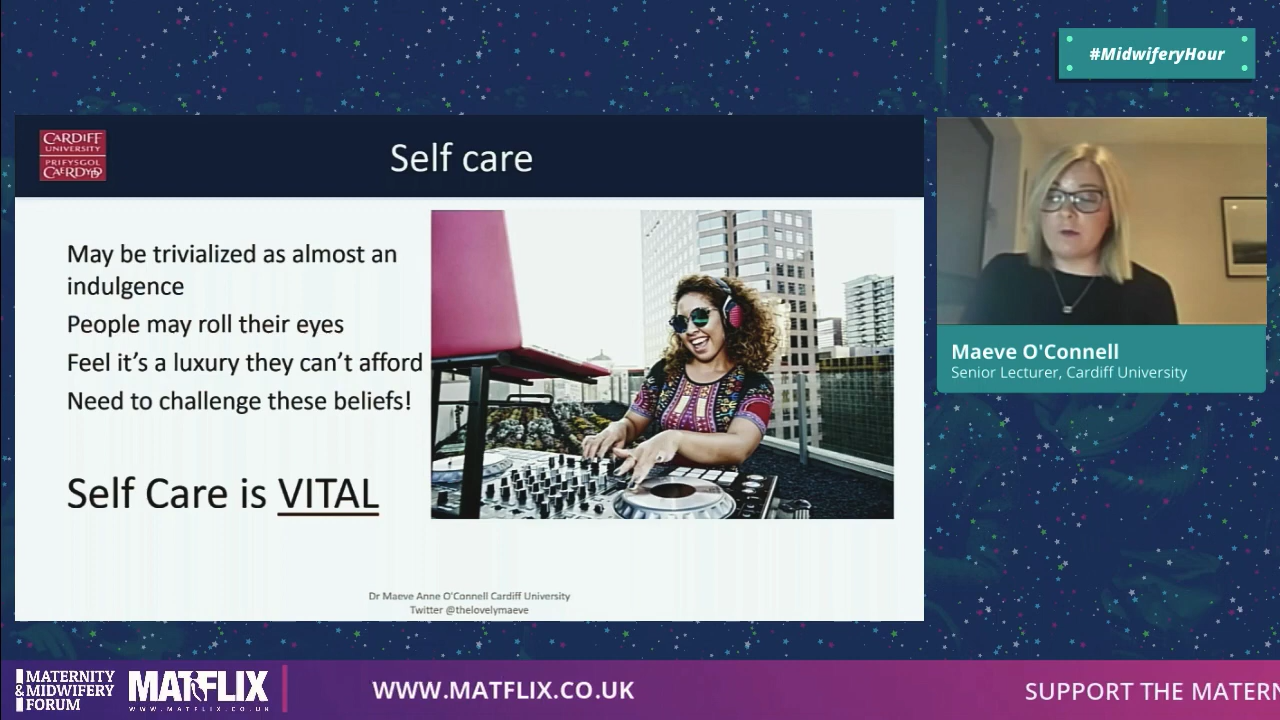 #MidwiferyHour
CARDIFF
UNIVERSITY
PRIFYSGOL
CAERDYDD
Self care
May be trivialized as almost an
indulgence
People may roll their eyes
Feel it's a luxury they can't afford
Need to challenge these beliefs!
Self Care is VITAL
Dr Maeve Anne O'Connell Cardiff University
Twitter @thelovelymaeve
Maeve O'Connell
Senior Lecturer, Cardiff University
MATERNITY
&MIDWIFERY
FORUM
MATFLIX
WWW.MATFLIX.CO.UK
WWW.MATFLIX.CO.UK
SUPPORT THE MATERN